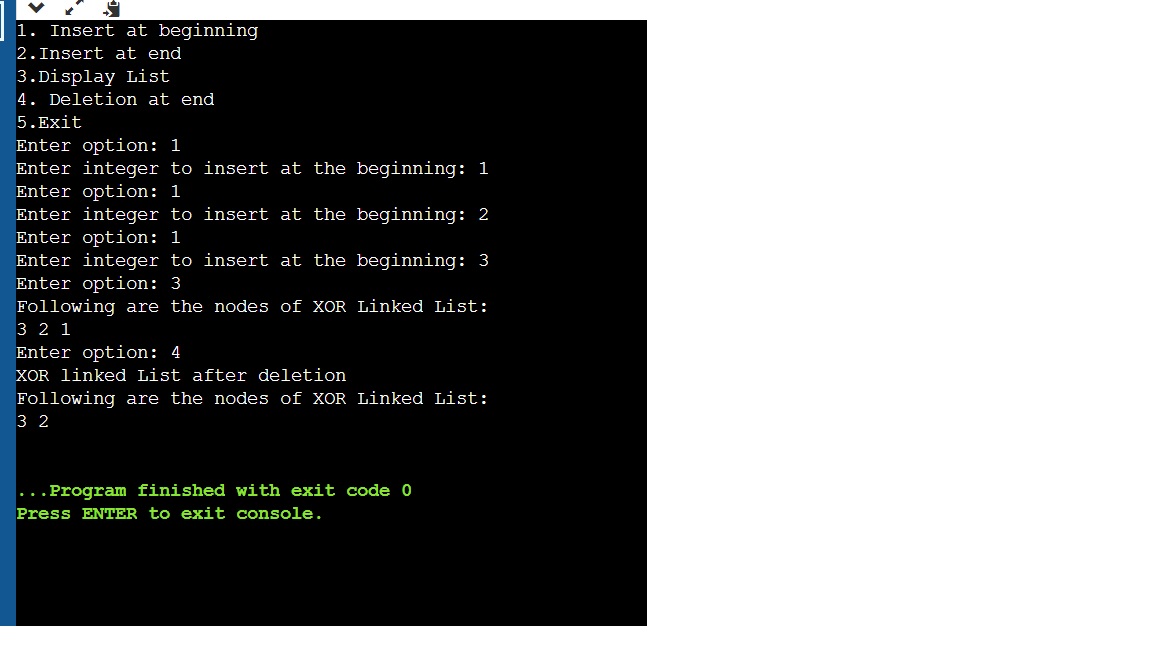 1. Insert at beginning
2.Insert at end
3.Display List
4. Deletion at end
5.Exit
Enter option: 1
Enter integer to insert at the beginning: 1
Enter option: 1
Enter integer to insert at the beginning: 2
Enter option: 1
Enter integer to insert at the beginning: 3
Enter option: 3
Following are the nodes of XOR Linked List:
3 2 1
Enter option: 4
XOR linked List after deletion
Following are the nodes of XOR Linked List:
3 2
...Program finished with exit code 0
Press ENTER to exit console.